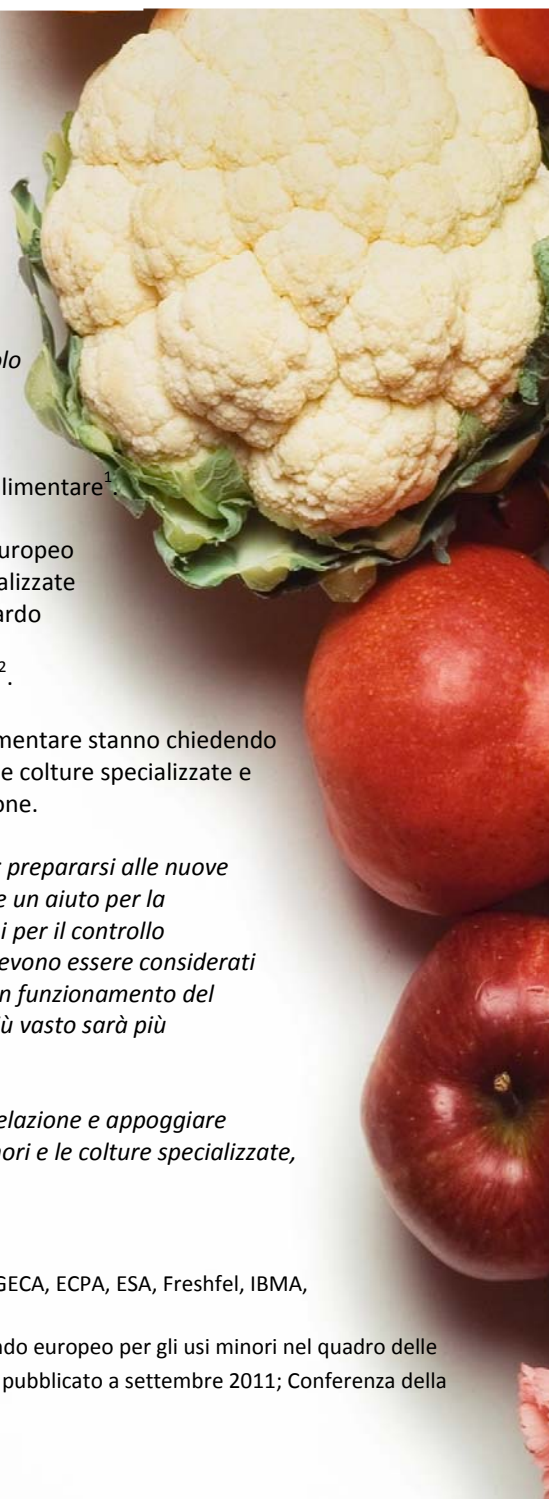 olo
limentare¹.
uropeo
alizzate
ardo
².
mentare stanno chiedendo
e colture specializzate e
one.
prepararsi alle nuove
e un aiuto per la
i per il controllo
evono essere considerati
n funzionamento del
iù vasto sarà più
elazione e appoggiare
nori e le colture specializzate,
GECA, ECPA, ESA, Freshfel, IBMA,
ndo europeo per gli usi minori nel quadro delle
pubblicato a settembre 2011; Conferenza della